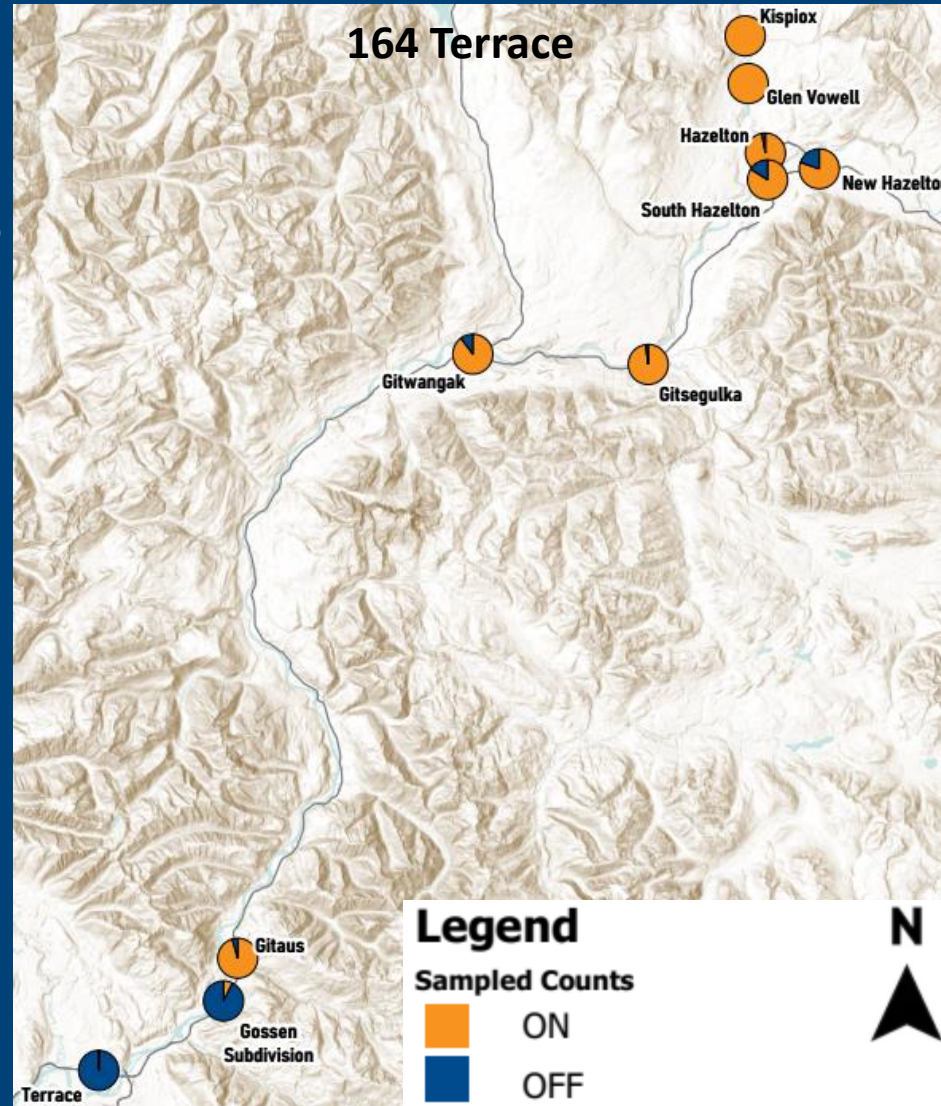 164 Terrace
Kispiox
Glen Vowell
Hazelton
New Hazelto
South Hazelton
Gitwangak
Gitsegulka
Gitaus
Gossen
Subdivision
Terrace
Legend
N
Sampled Counts
ON
OFF